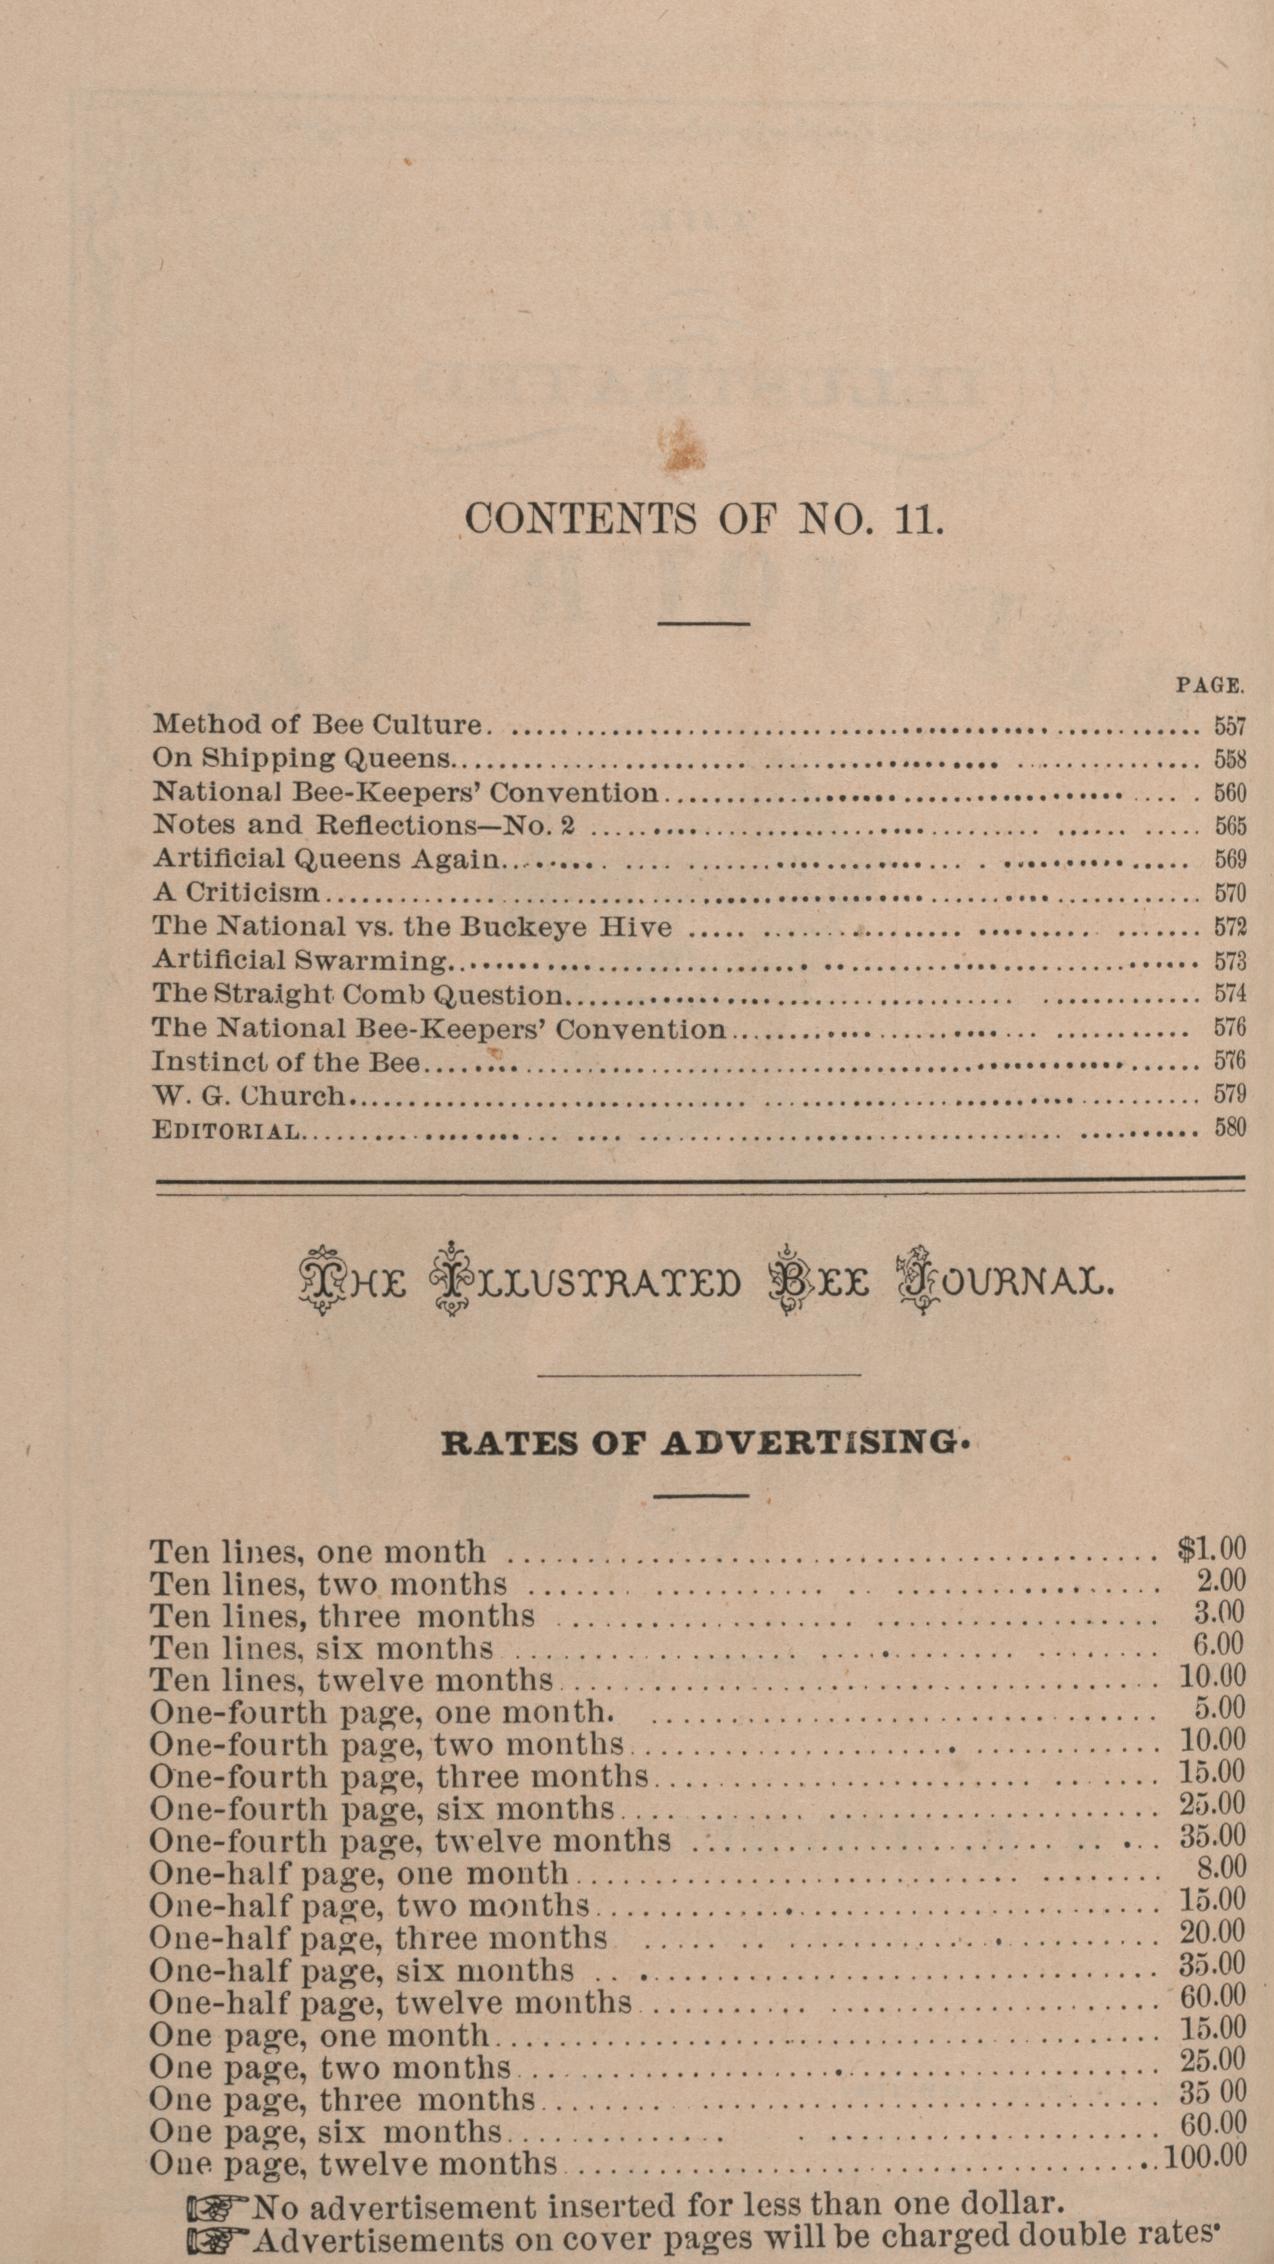 CONTENTS OF NO. 11.
PAGE.
Method of Bee Culture. .......... 557
On Shipping Queens.......... 558
National Bee-Keepers' Convention.......... 560
Notes and Reflections—No. 2 .......... 565
Artificial Queens Again.......... 569
A Criticism.......... 570
The National vs. the Buckeye Hive .......... 572
Artificial Swarming.......... 573
The Straight Comb Question.......... 574
The National Bee-Keepers' Convention.......... 576
Instinct of the Bee.......... 576
W. G. Church.......... 579
EDITORIAL.......... 580
THE ILLUSTRATED BEE JOURNAL.
RATES OF ADVERTISING.
Ten lines, one month .......... $1.00
Ten lines, two months .......... 2.00
Ten lines, three months .......... 3.00
Ten lines, six months .......... 6.00
Ten lines, twelve months.......... 10.00
One-fourth page, one month. .......... 5.00
One-fourth page, two months.......... 10.00
One-fourth page, three months.......... 15.00
One-fourth page, six months.......... 25.00
One-fourth page, twelve months .......... 35.00
One-half page, one month.......... 8.00
One-half page, two months.......... 15.00
One-half page, three months .......... 20.00
One-half page, six months .......... 35.00
One-half page, twelve months.......... 60.00
One page, one month.......... 15.00
One page, two months.......... 25.00
One page, three months.......... 35 00
One page, six months.......... 60.00
One page, twelve months..........100.00
☞No advertisement inserted for less than one dollar.
☞Advertisements on cover pages will be charged double rates·